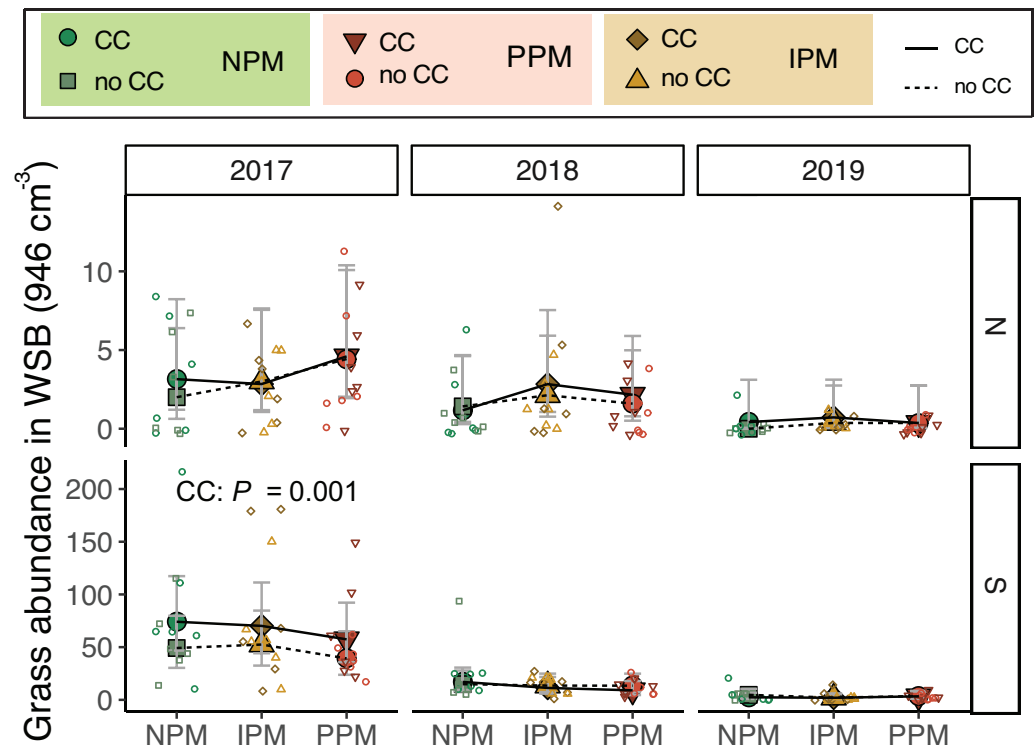 CC
no CC
NPM
CC
no CC
PPM
CC
no CC
IPM
CC
no CC
Grass abundance in WSB (946 cm⁻³)
2017
2018
2019
10
5
0
N
CC: P = 0.001
200
150
100
50
0
S
NPM IPM PPM
NPM IPM PPM
NPM IPM PPM